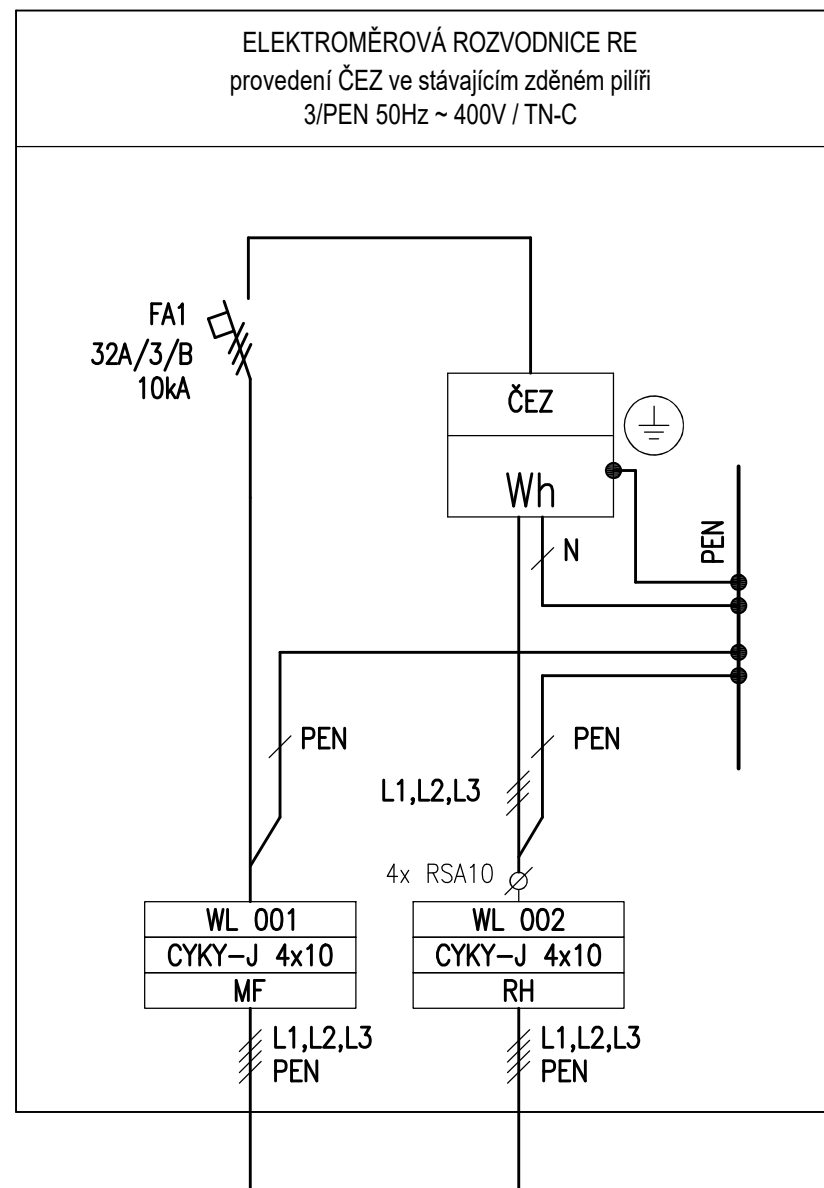 ELEKTROMĚROVÁ ROZVODNICE RE
provedení ČEZ ve stávajícím zděném pilíři
3/PEN 50Hz ~ 400V / TN-C
FA1
32A/3/B
10kA
ČEZ
Wh
N
PEN
PEN
PEN
L1,L2,L3
4x RSA10
WL 001
CYKY-J 4x10
MF
WL 002
CYKY-J 4x10
RH
L1,L2,L3
PEN
L1,L2,L3
PEN